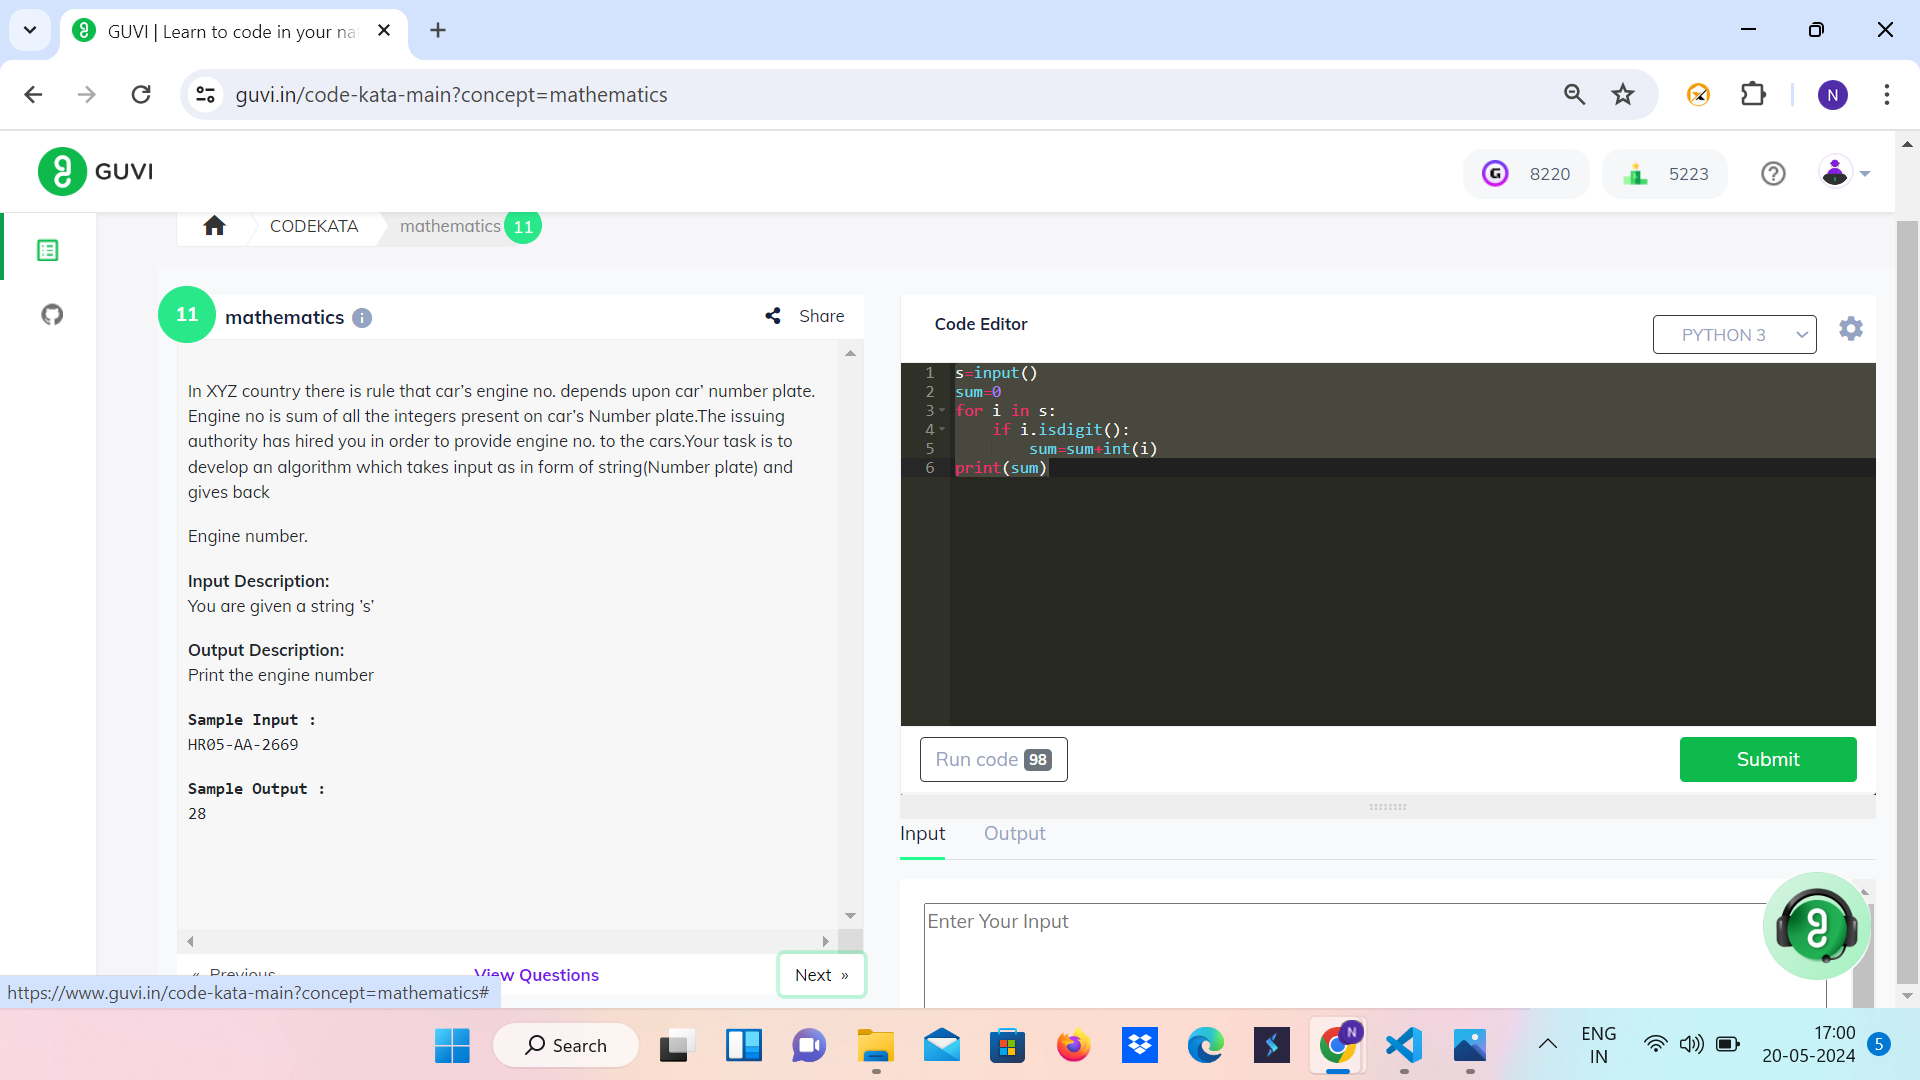 GUVI | Learn to code in your na
guvi.in/code-kata-main?concept=mathematics
N
GUVI
G
8220
5223
CODEKATA
mathematics
11
11
mathematics
Share
In XYZ country there is rule that car’s engine no. depends upon car’ number plate.
Engine no is sum of all the integers present on car’s Number plate.The issuing
authority has hired you in order to provide engine no. to the cars.Your task is to
develop an algorithm which takes input as in form of string(Number plate) and
gives back
Engine number.
Input Description:
You are given a string ’s’
Output Description:
Print the engine number
Sample Input :
HR05-AA-2669
Sample Output :
28
« Previous
View Questions
Next »
https://www.guvi.in/code-kata-main?concept=mathematics#
Code Editor
PYTHON 3
1 s=input()
2 sum=0
3 for i in s:
4     if i.isdigit():
5         sum=sum+int(i)
6 print(sum)
Run code 98
Submit
Input
Output
Enter Your Input
Search
N
ENG
IN
17:00
20-05-2024
5